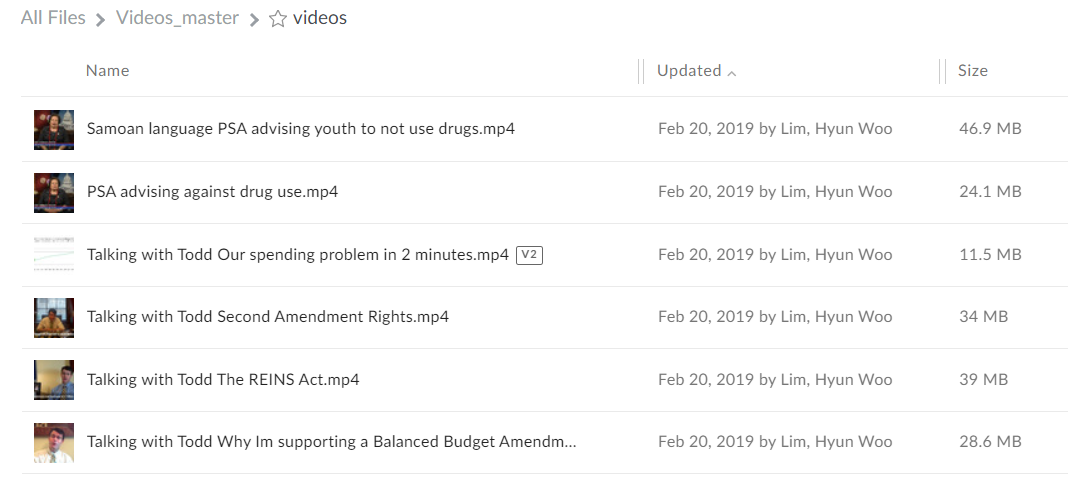 All Files > Videos_master > videos
Name Updated Size
Samoan language PSA advising youth to not use drugs.mp4 Feb 20, 2019 by Lim, Hyun Woo 46.9 MB
PSA advising against drug use.mp4 Feb 20, 2019 by Lim, Hyun Woo 24.1 MB
Talking with Todd Our spending problem in 2 minutes.mp4 V2 Feb 20, 2019 by Lim, Hyun Woo 11.5 MB
Talking with Todd Second Amendment Rights.mp4 Feb 20, 2019 by Lim, Hyun Woo 34 MB
Talking with Todd The REINS Act.mp4 Feb 20, 2019 by Lim, Hyun Woo 39 MB
Talking with Todd Why Im supporting a Balanced Budget Amendm... Feb 20, 2019 by Lim, Hyun Woo 28.6 MB